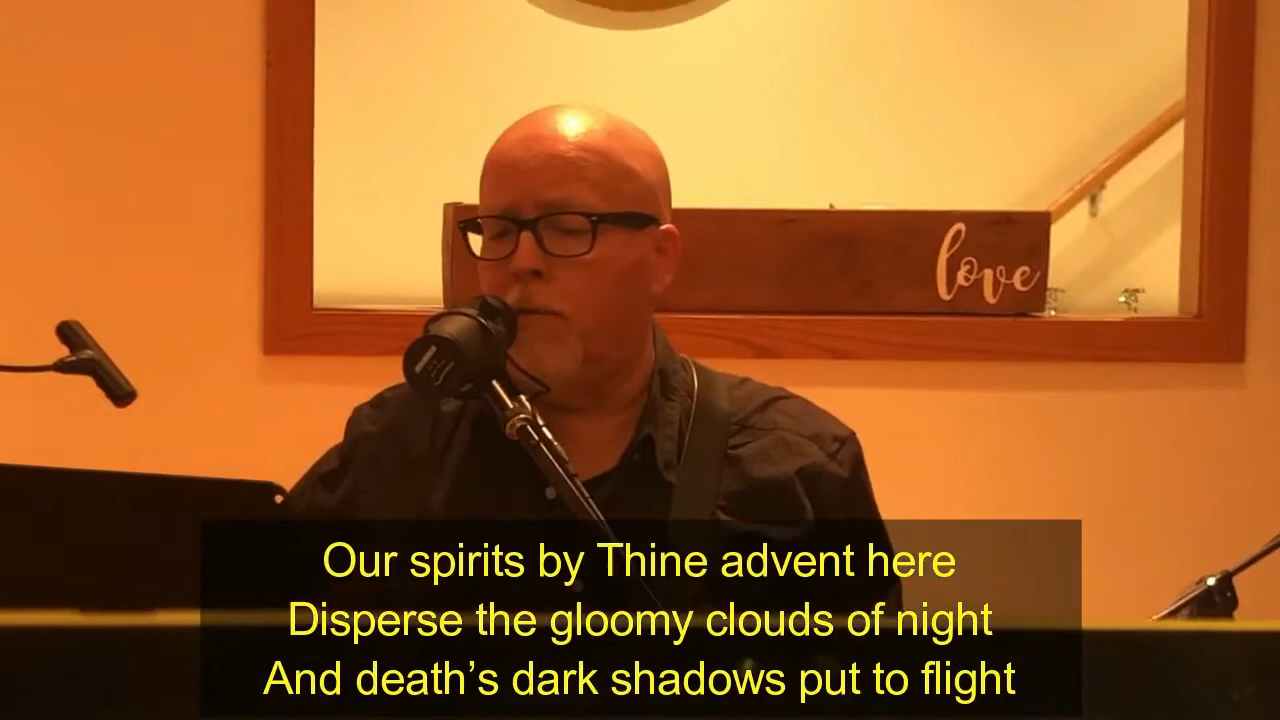 love
Our spirits by Thine advent here
Disperse the gloomy clouds of night
And death’s dark shadows put to flight